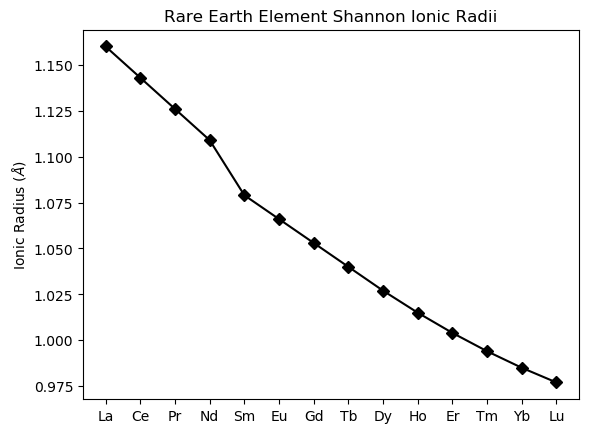 Rare Earth Element Shannon Ionic Radii
Ionic Radius (Å)
1.150
1.125
1.100
1.075
1.050
1.025
1.000
0.975
La Ce Pr Nd Sm Eu Gd Tb Dy Ho Er Tm Yb Lu